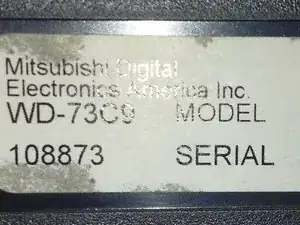 Mitsubishi Digital
Electronics America Inc.
WD-73C9 MODEL
108873 SERIAL